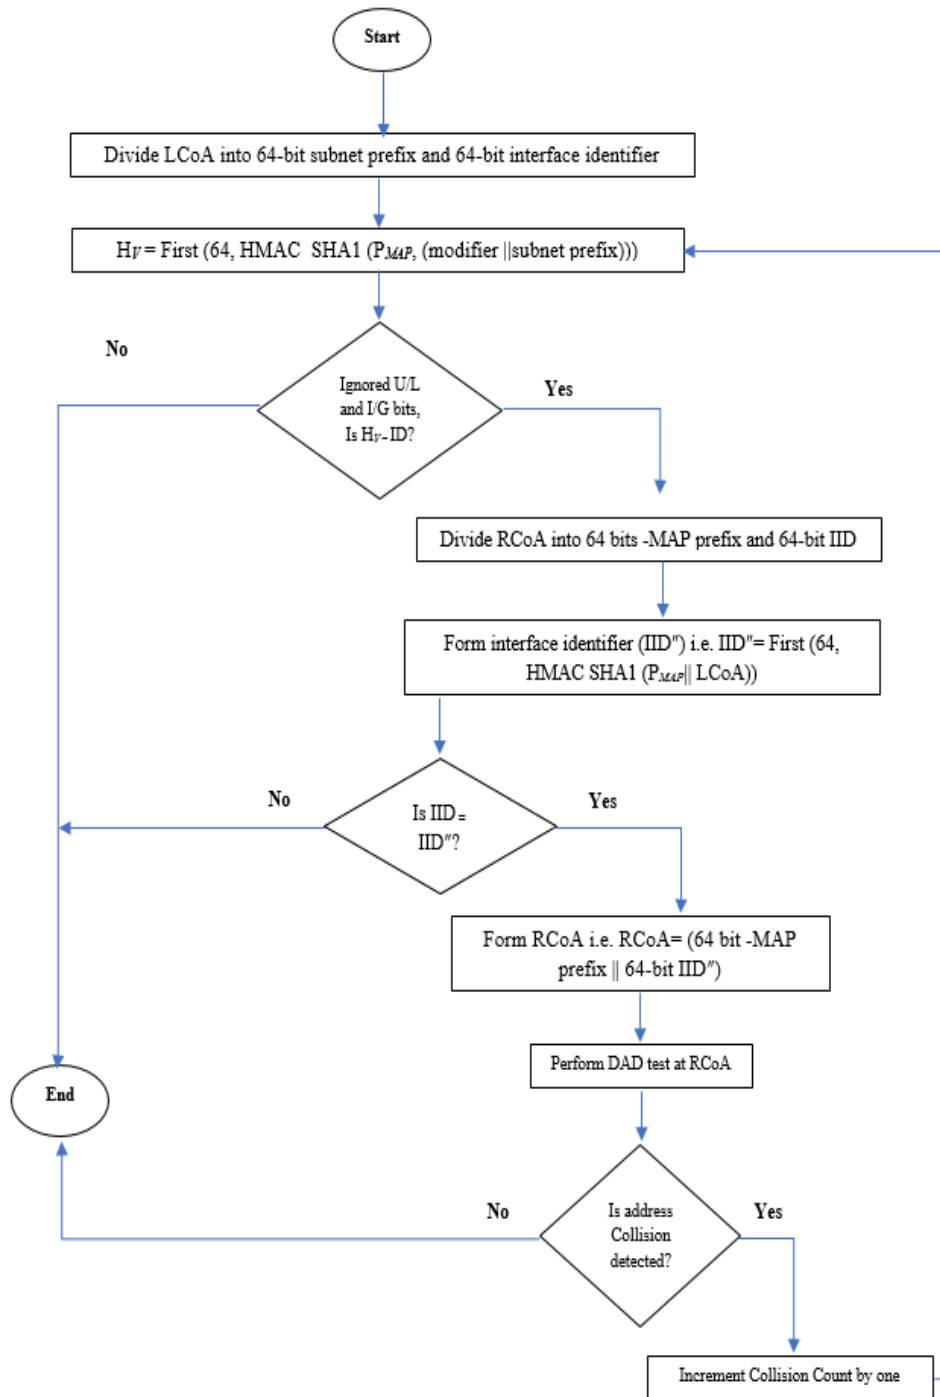 Start
Divide LCoA into 64-bit subnet prefix and 64-bit interface identifier
HV = First (64, HMAC SHA1 (PMAP, (modifier ||subnet prefix)))
No
Ignored U/L
and I/G bits,
Is HV = ID?
Yes
Divide RCoA into 64 bits -MAP prefix and 64-bit IID
Form interface identifier (IID″) i.e. IID″= First (64,
HMAC SHA1 (PMAP|| LCoA))
No
Is IID =
IID″?
Yes
Form RCoA i.e. RCoA= (64 bit -MAP
prefix || 64-bit IID″)
Perform DAD test at RCoA
End
No
Is address
Collision
detected?
Yes
Increment Collision Count by one